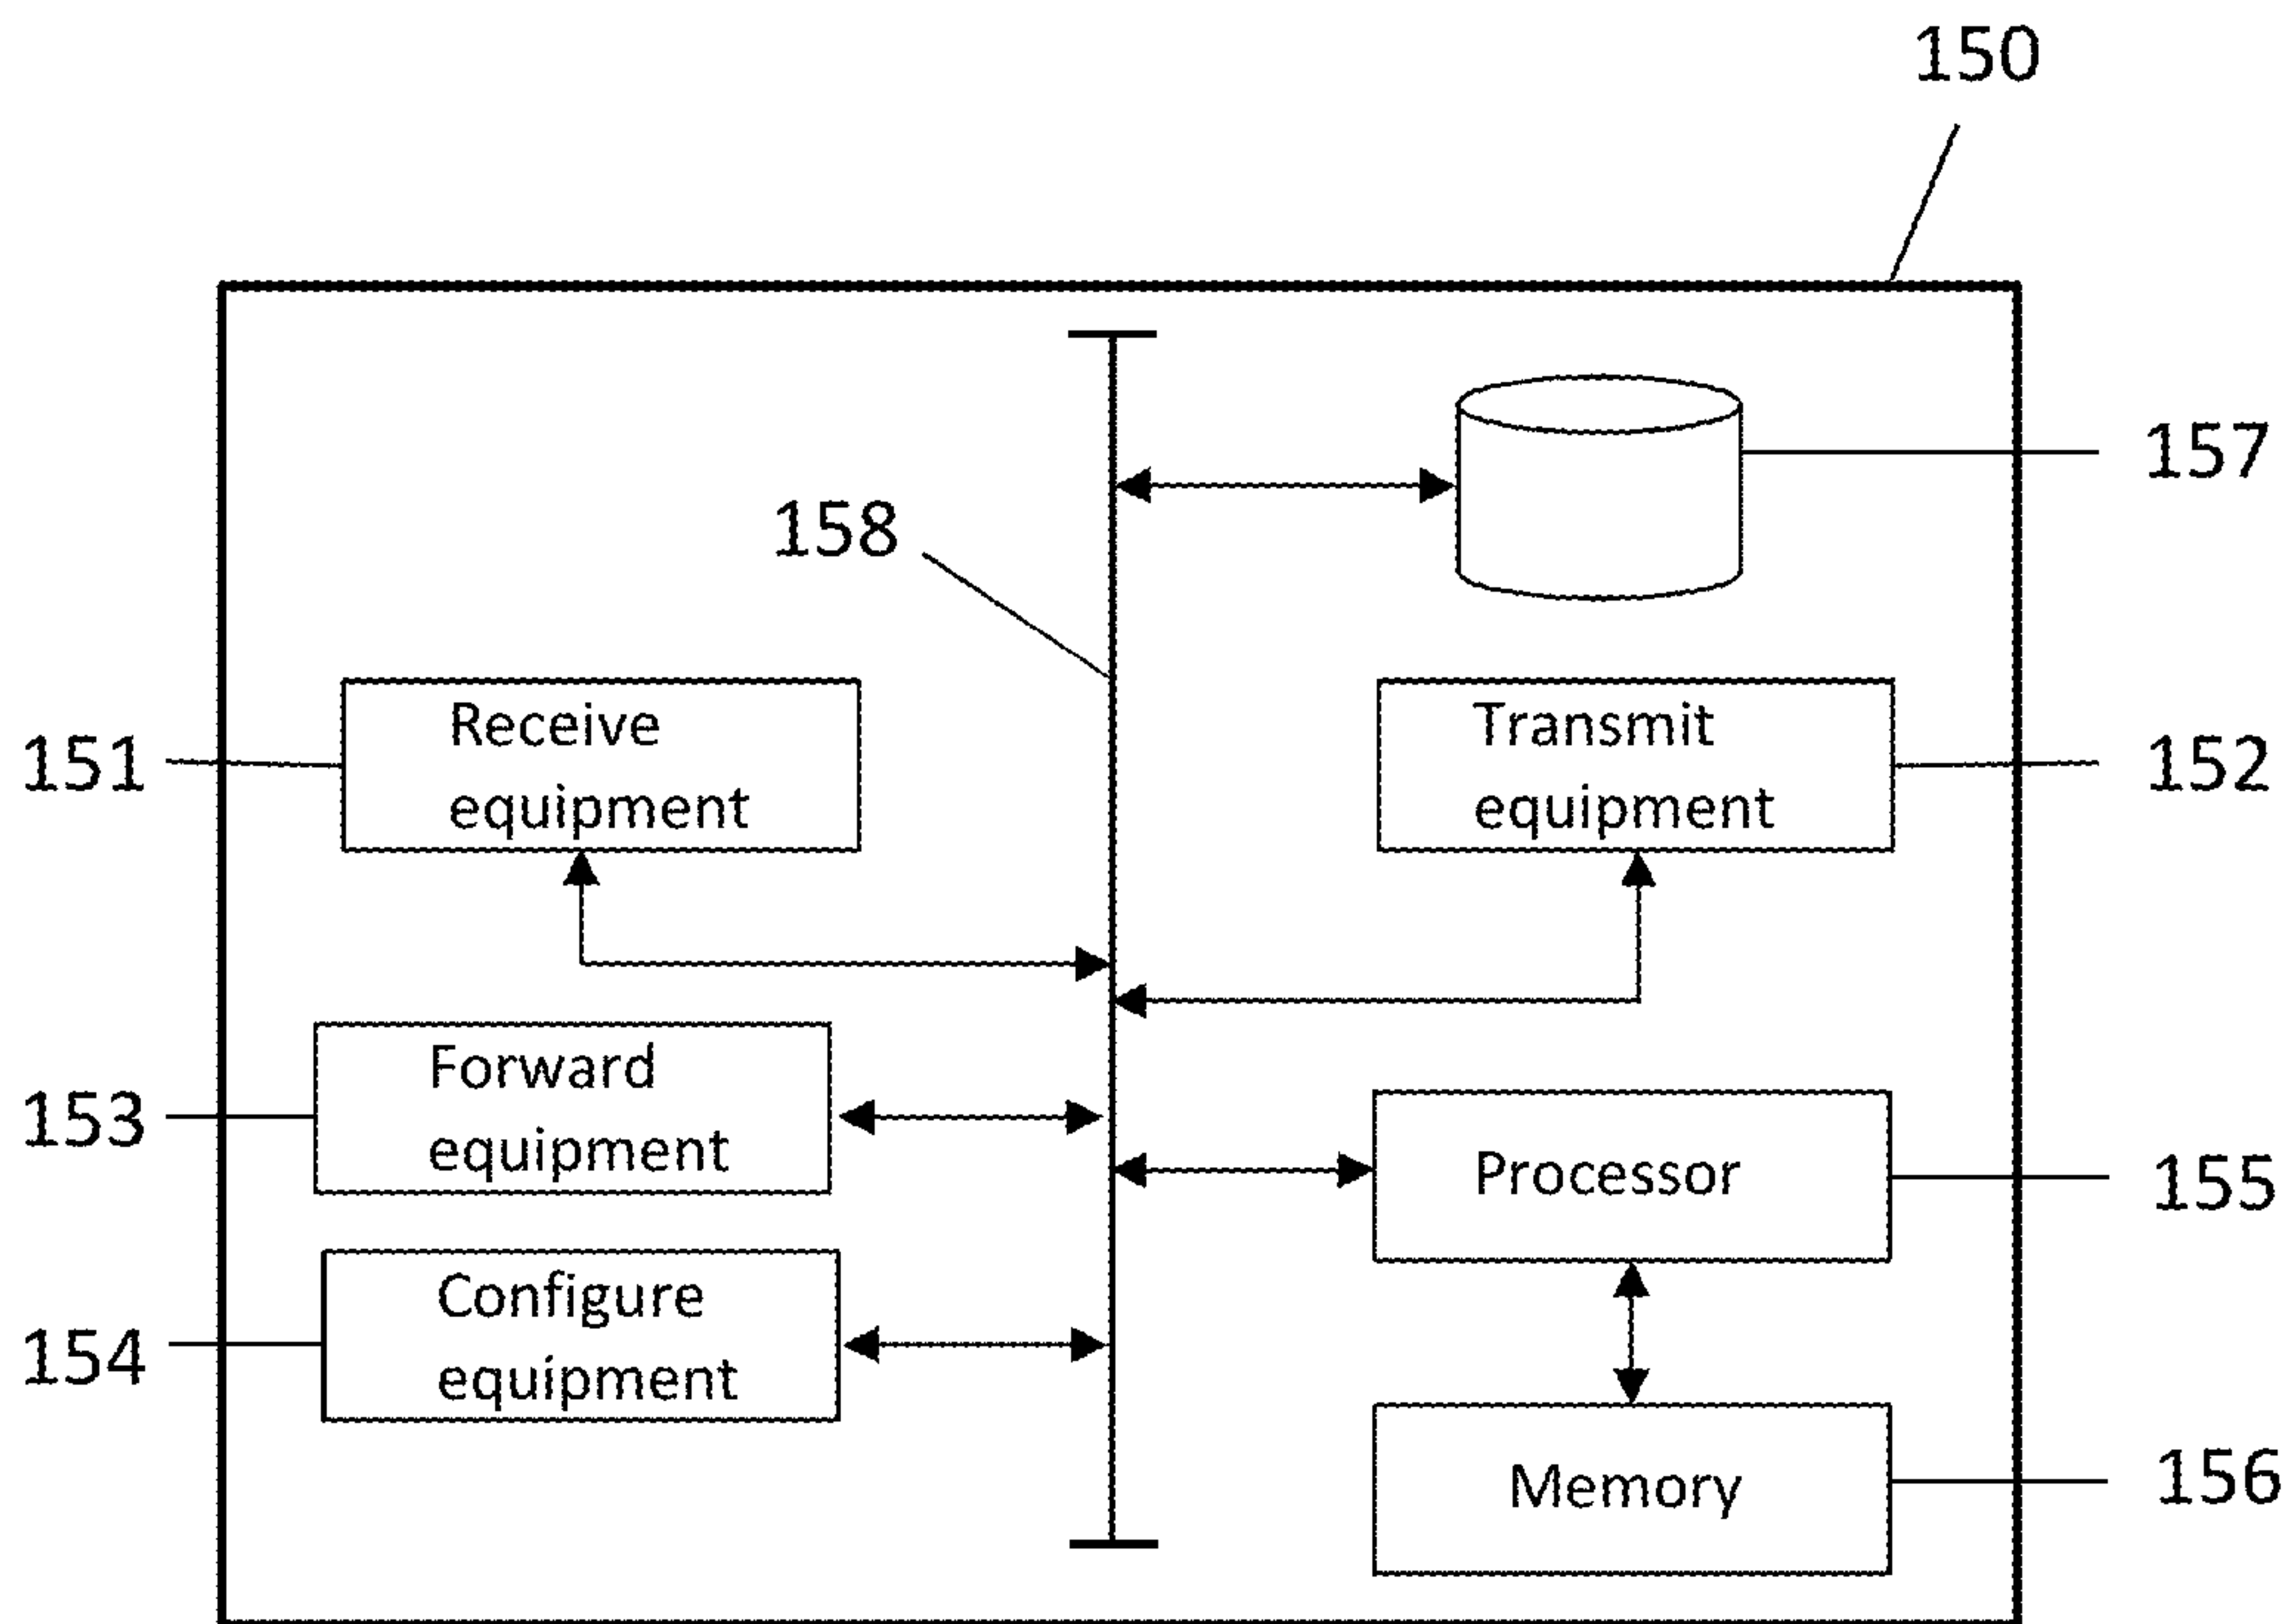 150
157
158
Receive
equipment
151
Transmit
equipment
152
Forward
equipment
153
Processor
155
Configure
equipment
154
Memory
156